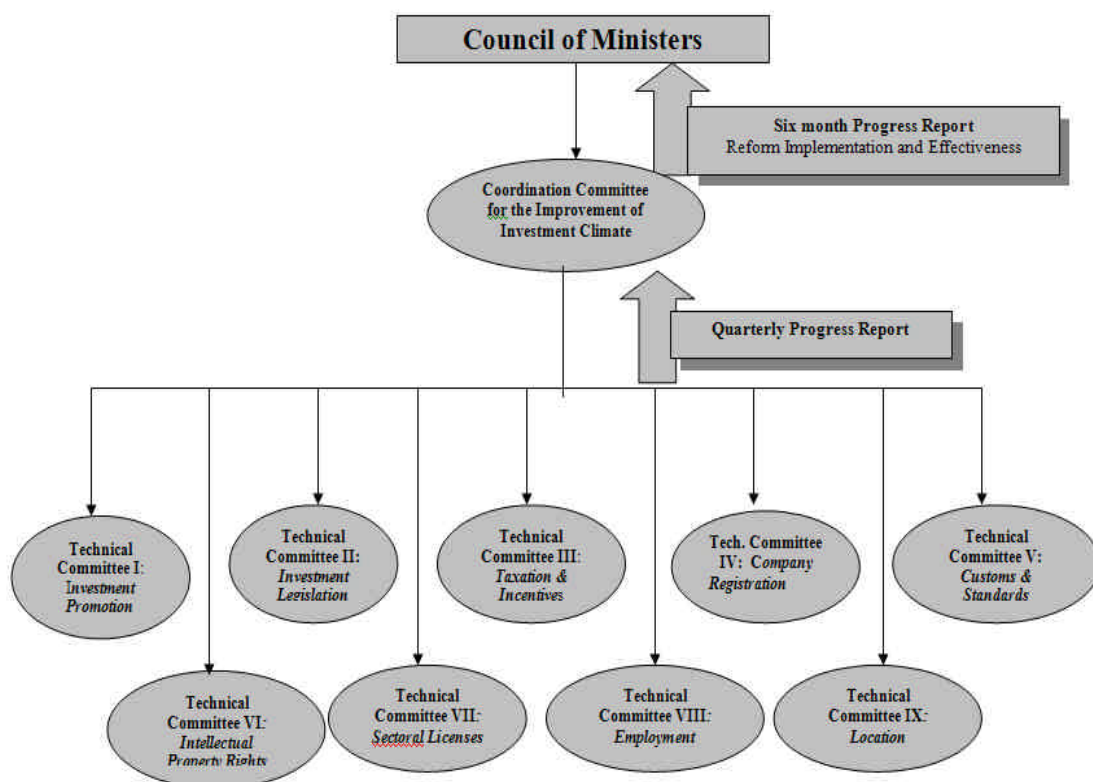 Council of Ministers
Six month Progress Report
Reform Implementation and Effectiveness
Coordination Committee
for the Improvement of
Investment Climate
Quarterly Progress Report
Technical
Committee I:
Investment
Promotion
Technical
Committee II:
Investment
Legislation
Technical
Committee III:
Taxation &
Incentives
Tech. Committee
IV: Company
Registration
Technical
Committee V:
Customs &
Standards
Technical
Committee VI:
Intellectual
Property Rights
Technical
Committee VII:
Sectoral Licenses
Technical
Committee VIII:
Employment
Technical
Committee IX:
Location